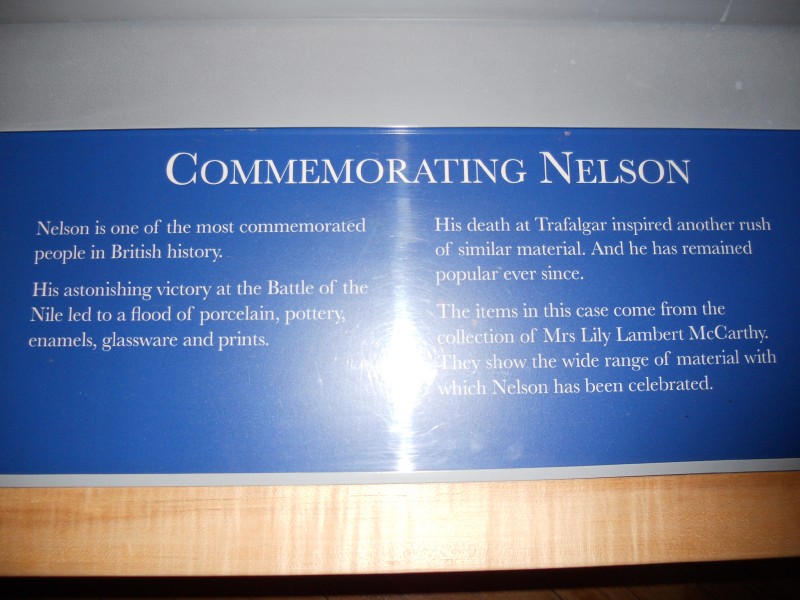 COMMEMORATING NELSON
Nelson is one of the most commemorated
people in British history.
His astonishing victory at the Battle of the
Nile led to a flood of porcelain, pottery,
enamels, glassware and prints.
His death at Trafalgar inspired another rush
of similar material. And he has remained
popular ever since.
The items in this case come from the
collection of Mrs Lily Lambert McCarthy.
They show the wide range of material with
which Nelson has been celebrated.